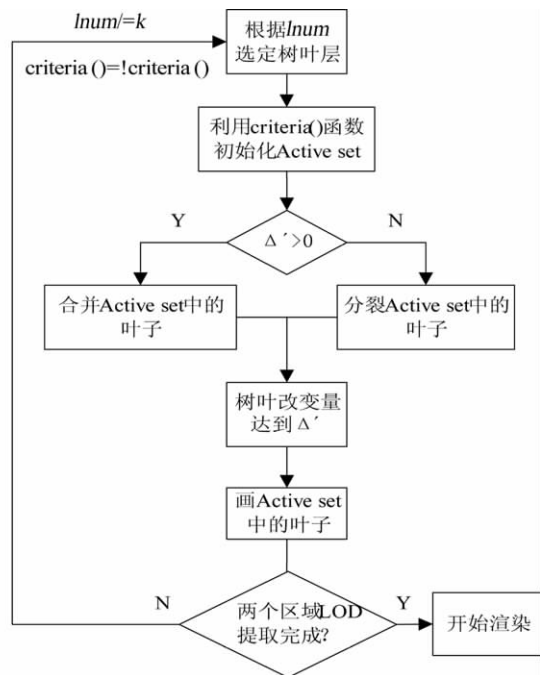 lnum/=k
criteria()=!criteria()
根据lnum
选定树叶层
利用criteria()函数
初始化Active set
Y
N
Δ´>0
合并Active set中的
叶子
分裂Active set中的
叶子
树叶改变量
达到Δ´
画Active set
中的叶子
N
两个区域LOD
提取完成?
Y
开始渲染